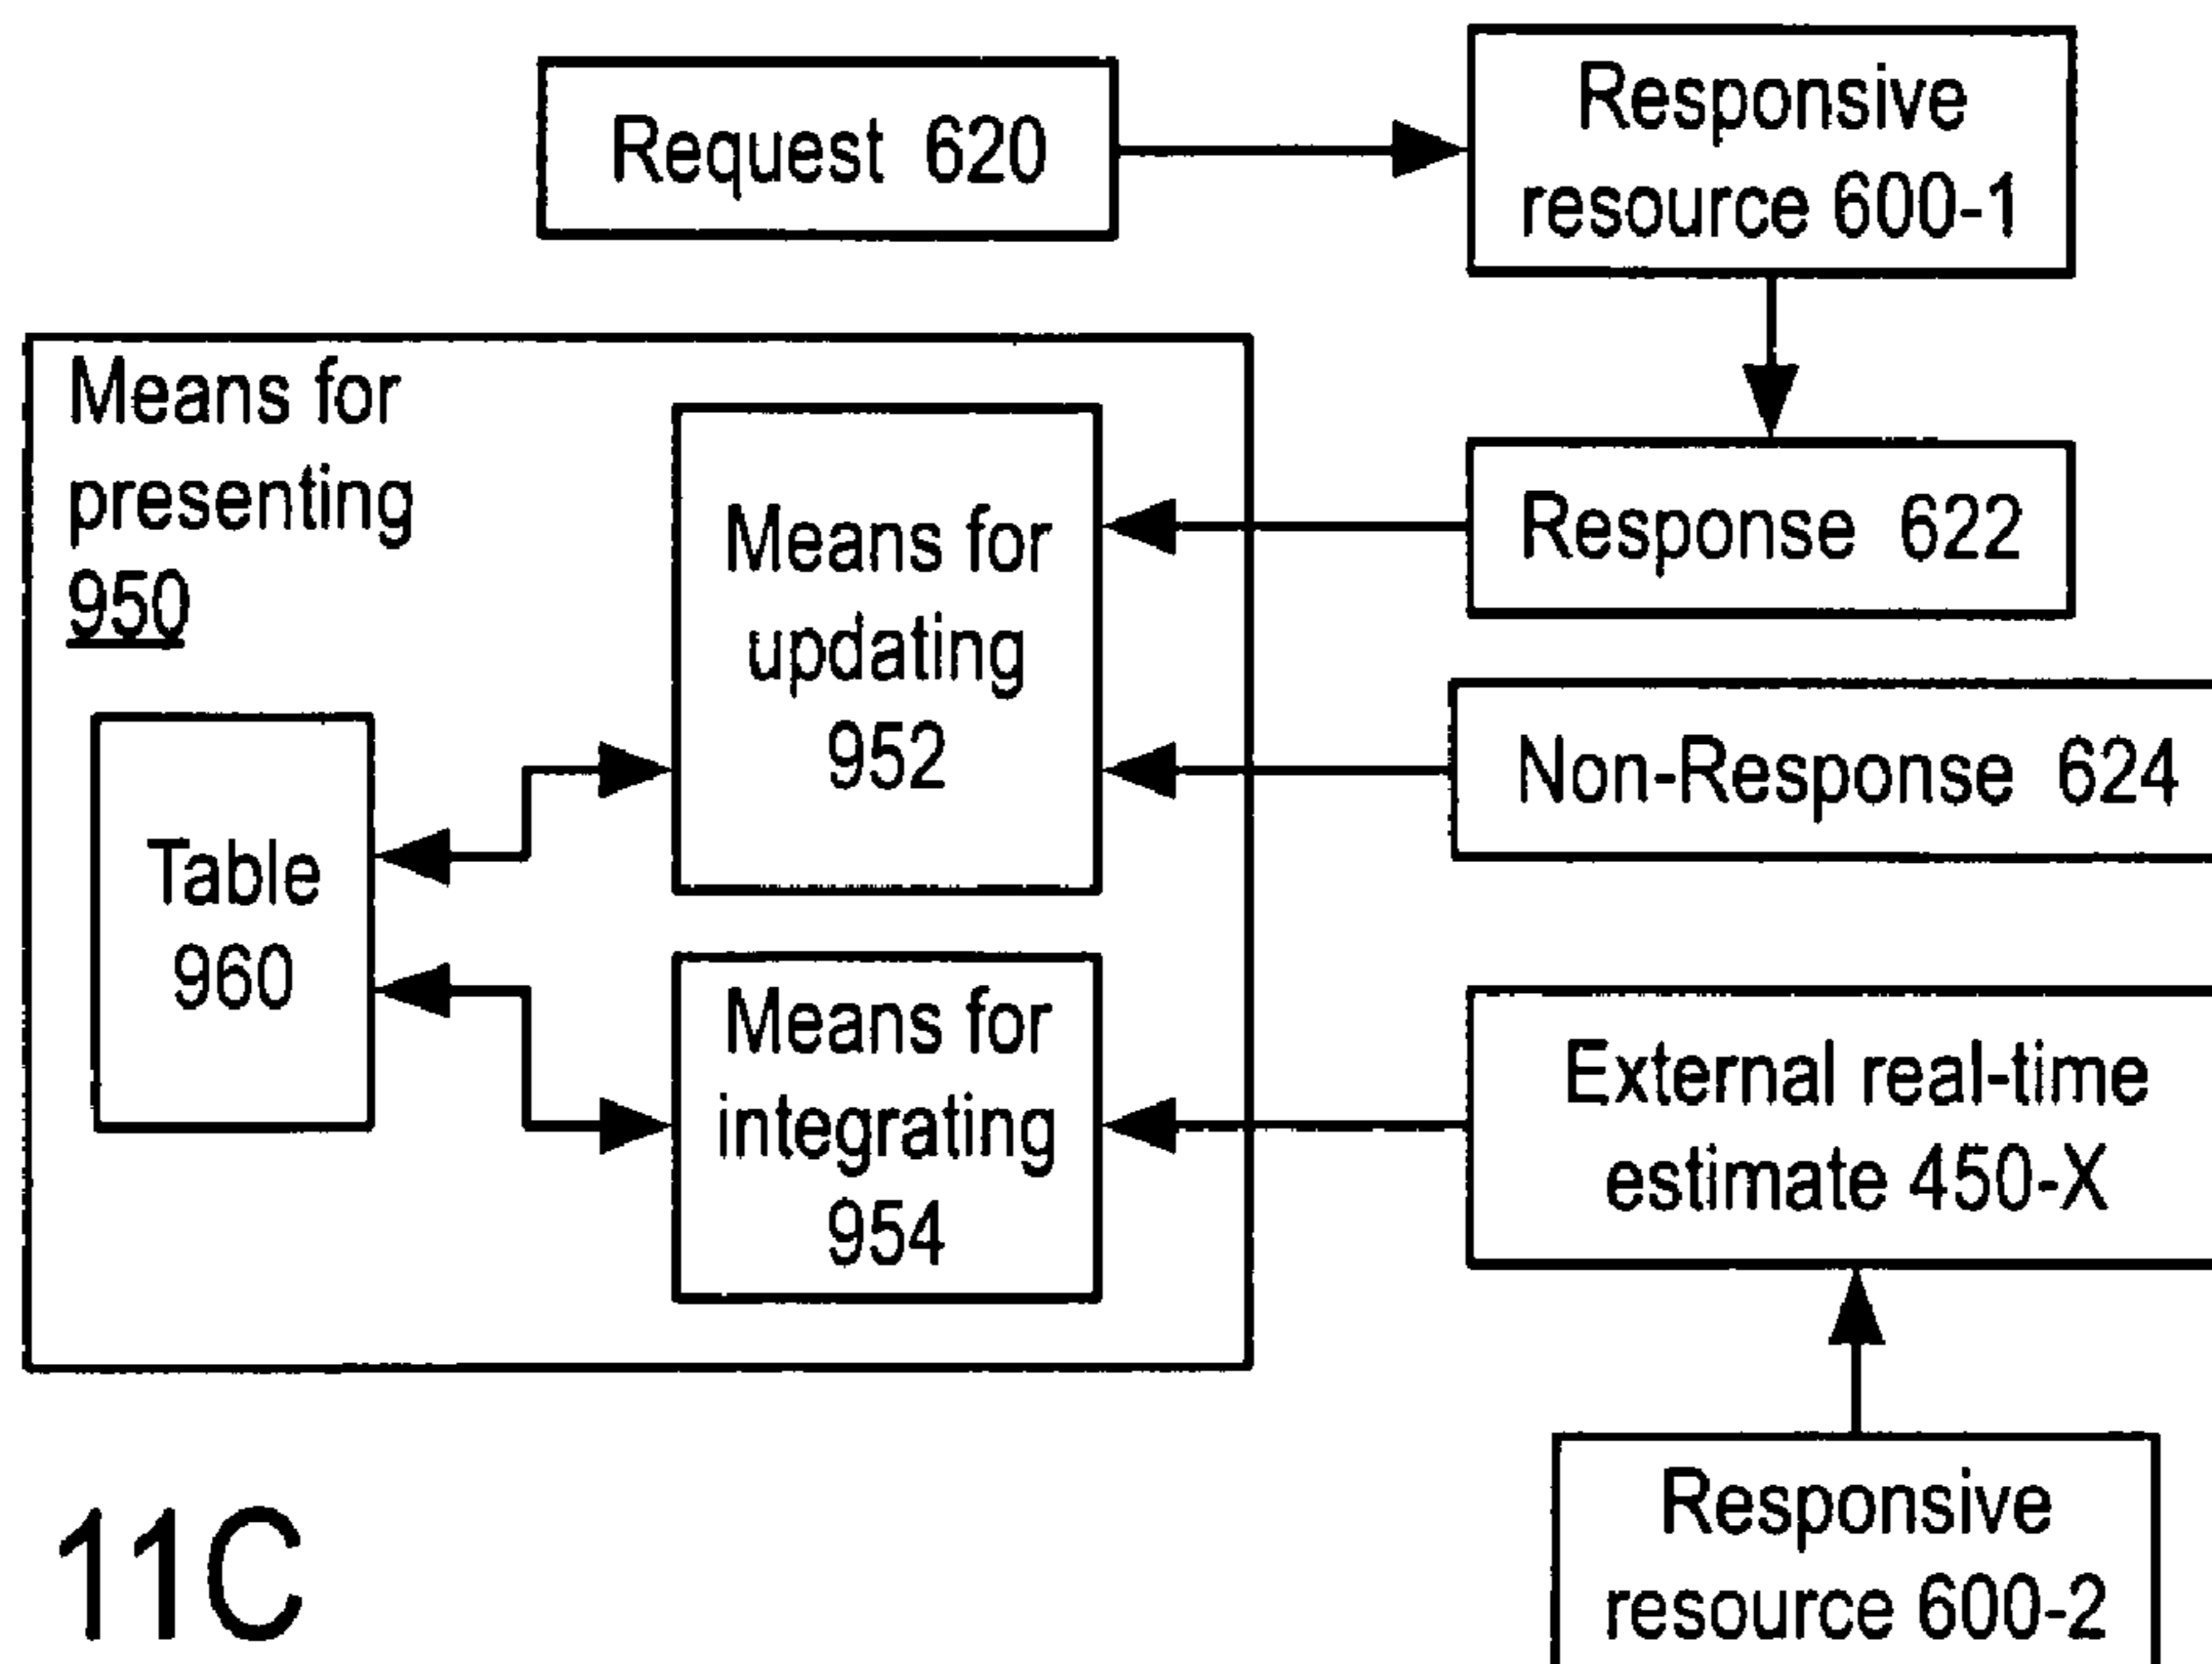 Request 620
Responsive
resource 600-1
Means for
presenting
950
Means for
updating
952
Response 622
Non-Response 624
Table
960
Means for
integrating
954
External real-time
estimate 450-X
Responsive
resource 600-2
11C